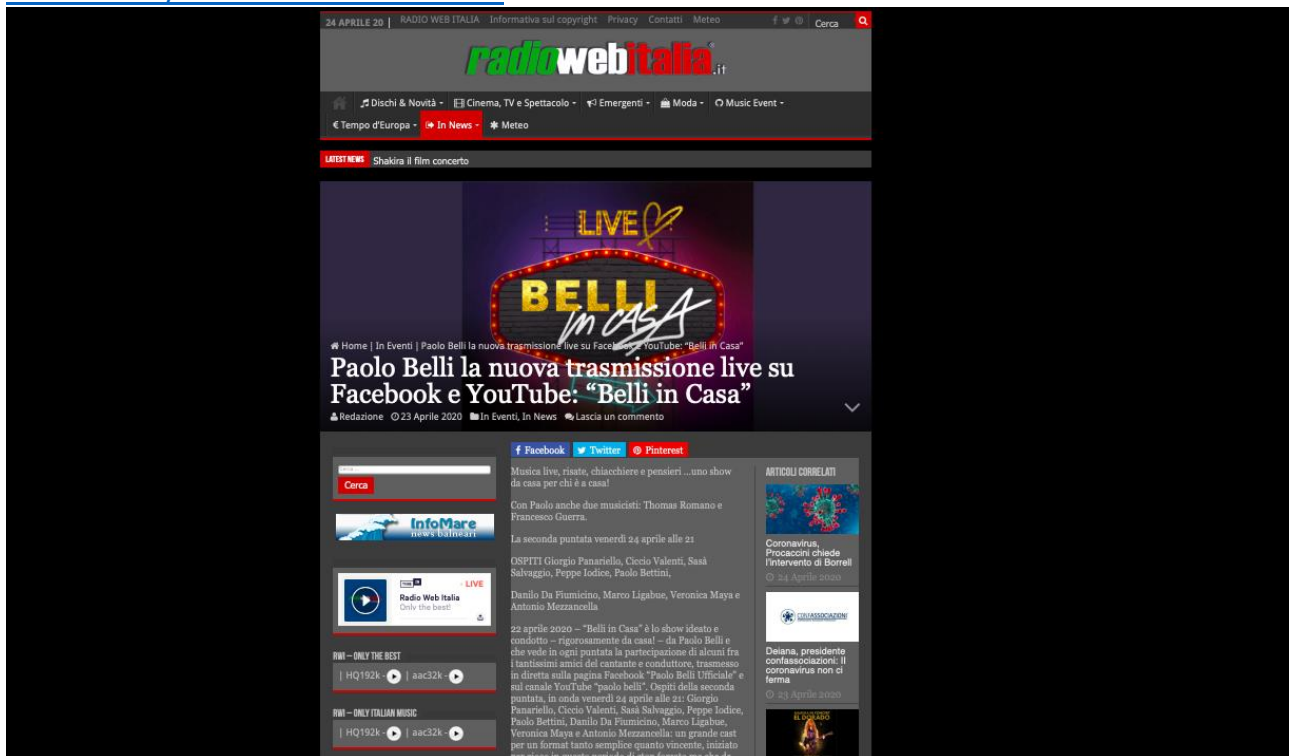 24 APRILE 20 | RADIO WEB ITALIA Informativa sul copyright Privacy Contatti Meteo
Cerca
radiowebitalia.it
Dischi & Novità Cinema, TV e Spettacolo Emergenti Moda Music Event
€ Tempo d'Europa In News Meteo
LATEST NEWS Shakira il film concerto
LIVE
BELLI
in CASA
Home | In Eventi | Paolo Belli la nuova trasmissione live su Facebook e YouTube: “Belli in Casa”
Paolo Belli la nuova trasmissione live su
Facebook e YouTube: “Belli in Casa”
Redazione 23 Aprile 2020 In Eventi, In News Lascia un commento
Facebook Twitter Pinterest
Cerca
InfoMare
news balneari
LIVE
Radio Web Italia
Only the best!
RWI – ONLY THE BEST
| HQ192k - | aac32k -
RWI – ONLY ITALIAN MUSIC
| HQ192k - | aac32k -
Musica live, risate, chiacchiere e pensieri ...uno show
da casa per chi è a casa!
Con Paolo anche due musicisti: Thomas Romano e
Francesco Guerra.
La seconda puntata venerdì 24 aprile alle 21
OSPITI Giorgio Panariello, Ciccio Valenti, Sasà
Salvaggio, Peppe Iodice, Paolo Bettini,
Danilo Da Fiumicino, Marco Ligabue, Veronica Maya e
Antonio Mezzancella
22 aprile 2020 – “Belli in Casa” è lo show ideato e
condotto – rigorosamente da casa! – da Paolo Belli e
che vede in ogni puntata la partecipazione di alcuni fra
i tantissimi amici del cantante e conduttore, trasmesso
in diretta sulla pagina Facebook “Paolo Belli Ufficiale” e
sul canale YouTube “paolo belli”. Ospiti della seconda
puntata, in onda venerdì 24 aprile alle 21: Giorgio
Panariello, Ciccio Valenti, Sasà Salvaggio, Peppe Iodice,
Paolo Bettini, Danilo Da Fiumicino, Marco Ligabue,
Veronica Maya e Antonio Mezzancella: un grande cast
per un format tanto semplice quanto vincente, iniziato
ARTICOLI CORRELATI
Coronavirus,
Procaccini chiede
l'intervento di Borrell
24 Aprile 2020
CONFASSOCIAZIONI
Deiana, presidente
confassociazioni: Il
coronavirus non ci
ferma
23 Aprile 2020
EL DORADO